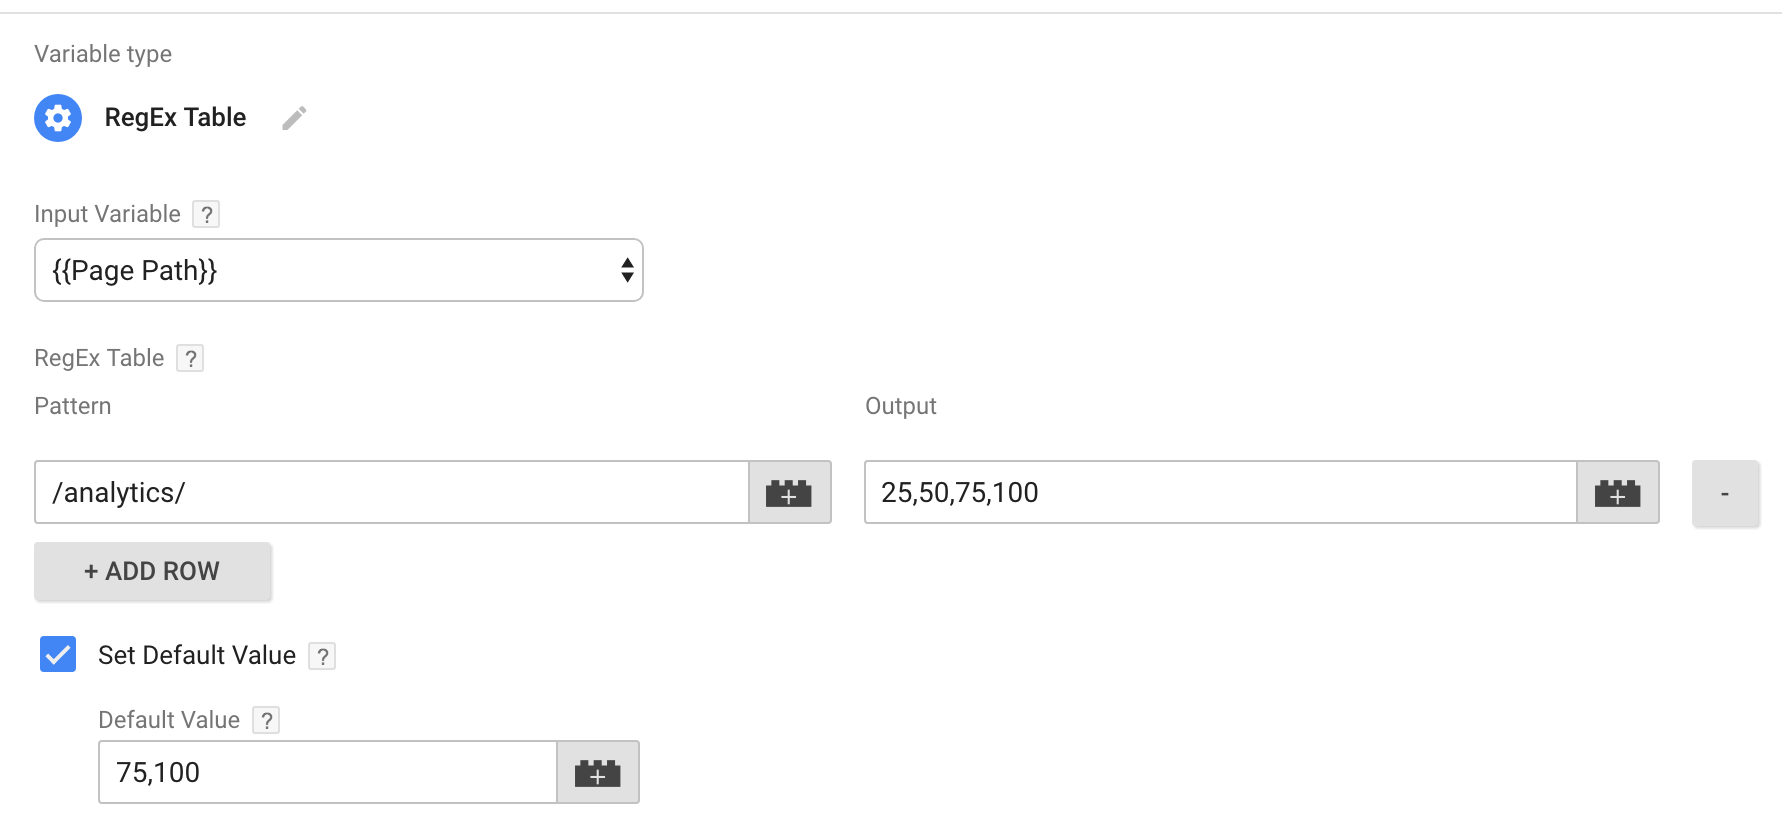 Variable type
RegEx Table
Input Variable ?
{{Page Path}}
RegEx Table ?
Pattern Output
/analytics/ + 25,50,75,100 + -
+ ADD ROW
Set Default Value ?
Default Value ?
75,100 +